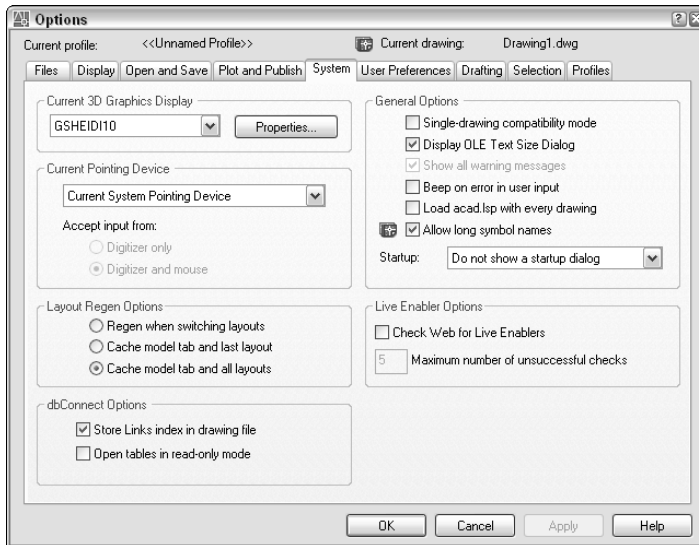 Options
Current profile: <<Unnamed Profile>> Current drawing: Drawing1.dwg
Files Display Open and Save Plot and Publish System User Preferences Drafting Selection Profiles
Current 3D Graphics Display
GSHEIDI10 Properties...
Current Pointing Device
Current System Pointing Device
Accept input from:
Digitizer only
Digitizer and mouse
Layout Regen Options
Regen when switching layouts
Cache model tab and last layout
Cache model tab and all layouts
dbConnect Options
Store Links index in drawing file
Open tables in read-only mode
General Options
Single-drawing compatibility mode
Display OLE Text Size Dialog
Show all warning messages
Beep on error in user input
Load acad.lsp with every drawing
Allow long symbol names
Startup: Do not show a startup dialog
Live Enabler Options
Check Web for Live Enablers
5 Maximum number of unsuccessful checks
OK Cancel Apply Help